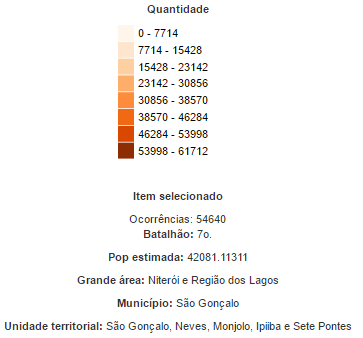 Quantidade
0 - 7714
7714 - 15428
15428 - 23142
23142 - 30856
30856 - 38570
38570 - 46284
46284 - 53998
53998 - 61712
Item selecionado
Ocorrências: 54640
Batalhão: 7o.
Pop estimada: 42081.11311
Grande área: Niterói e Região dos Lagos
Município: São Gonçalo
Unidade territorial: São Gonçalo, Neves, Monjolo, Ipiiba e Sete Pontes